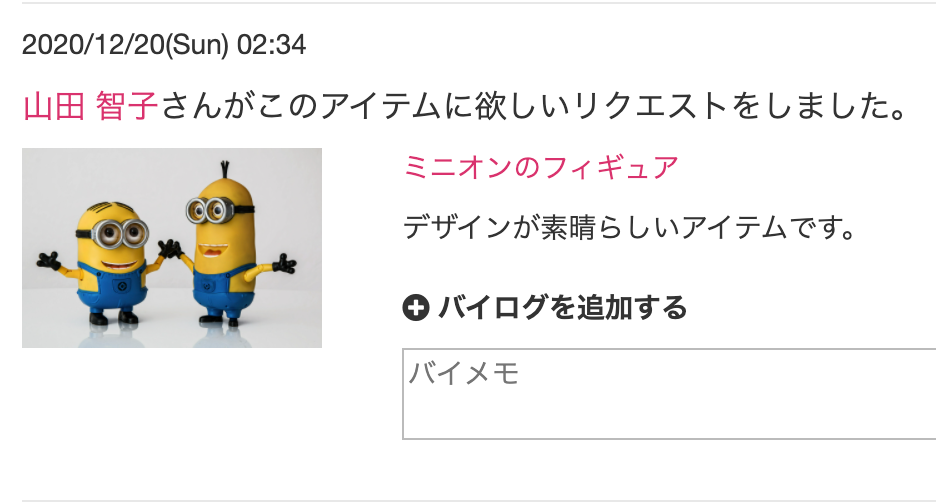 2020/12/20(Sun) 02:34
山田 智子さんがこのアイテムに欲しいリクエストをしました。
ミニオンのフィギュア
デザインが素晴らしいアイテムです。
バイログを追加する
バイメモ